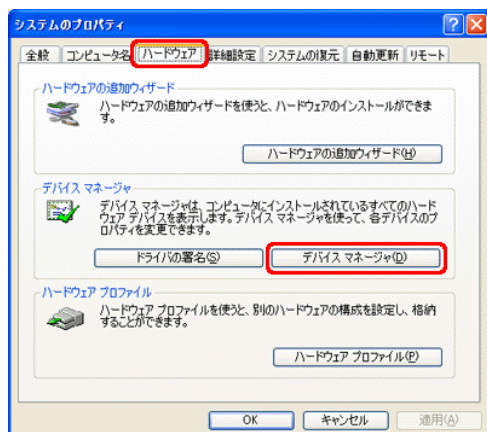 システムのプロパティ
全般 コンピュータ名 ハードウェア 詳細設定 システムの復元 自動更新 リモート
ハードウェアの追加ウィザード
ハードウェアの追加ウィザードを使うと、ハードウェアのインストールができま
す。
ハードウェアの追加ウィザード(H)
デバイス マネージャ
デバイス マネージャは、コンピュータにインストールされているすべてのハード
ウェア デバイスを表示します。デバイス マネージャを使って、各デバイスのプ
ロパティを変更できます。
ドライバの署名(S) デバイス マネージャ(D)
ハードウェア プロファイル
ハードウェア プロファイルを使うと、別のハードウェアの構成を設定し、格納
することができます。
ハードウェア プロファイル(P)
OK キャンセル 適用(A)